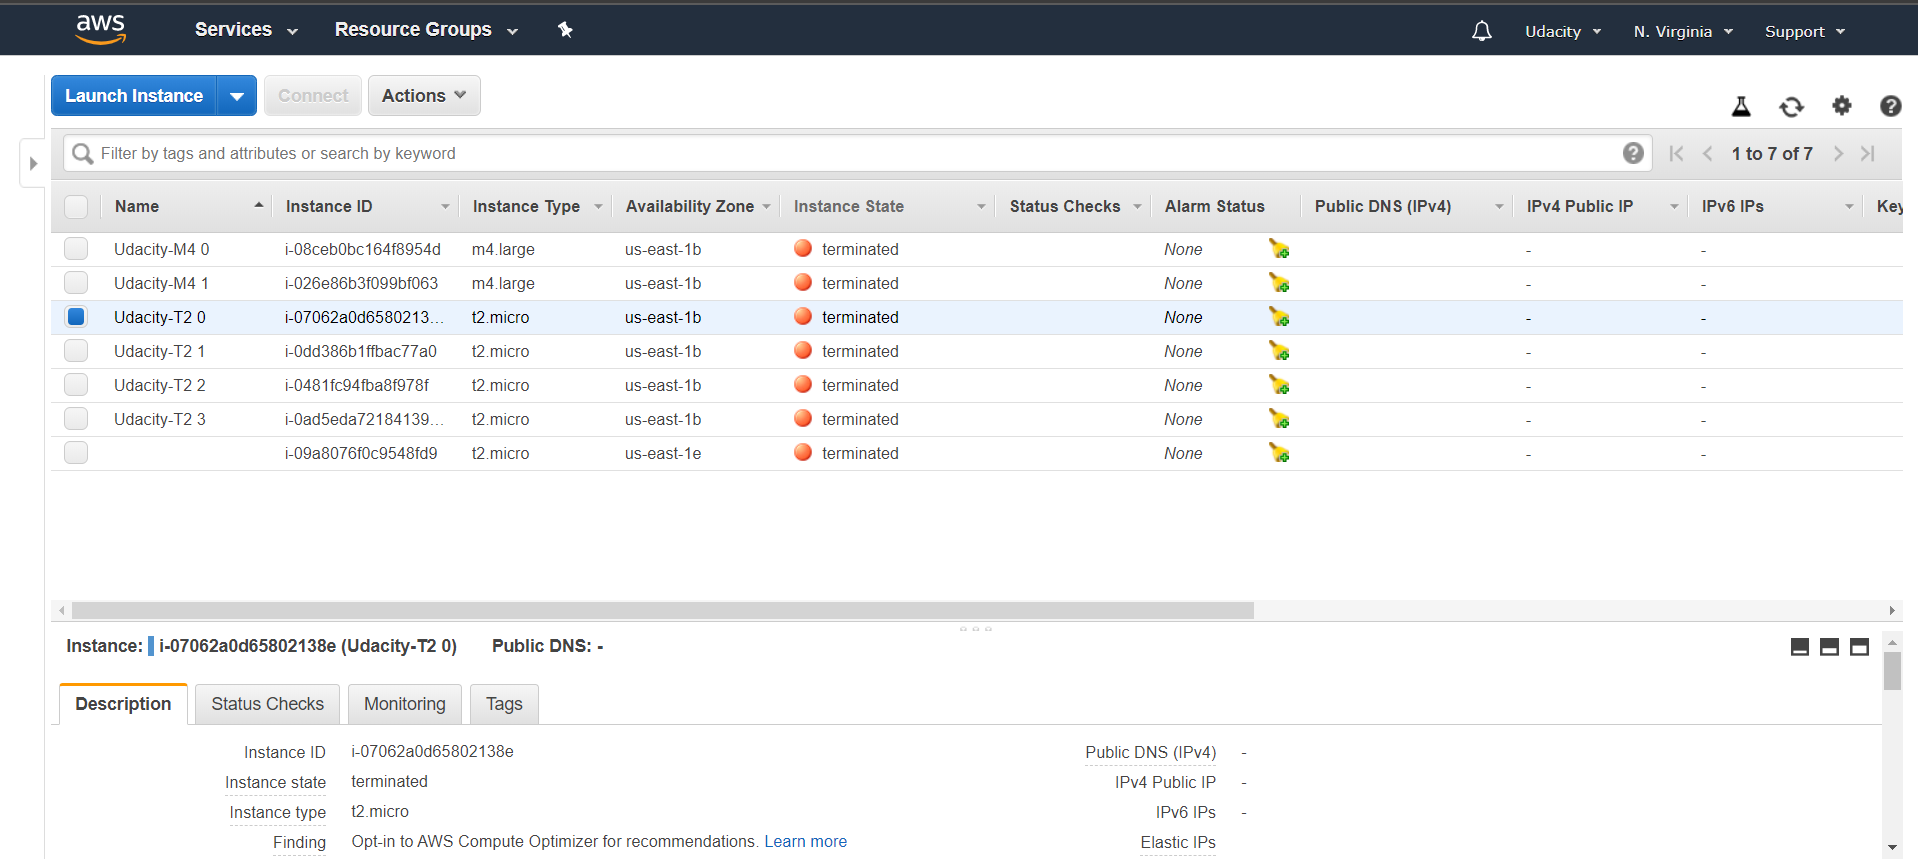 aws Services Resource Groups Udacity N. Virginia Support
Launch Instance Connect Actions
Filter by tags and attributes or search by keyword 1 to 7 of 7
Name Instance ID Instance Type Availability Zone Instance State Status Checks Alarm Status Public DNS (IPv4) IPv4 Public IP IPv6 IPs Key
Udacity-M4 0 i-08ceb0bc164f8954d m4.large us-east-1b terminated None - -
Udacity-M4 1 i-026e86b3f099bf063 m4.large us-east-1b terminated None - -
Udacity-T2 0 i-07062a0d6580213... t2.micro us-east-1b terminated None - -
Udacity-T2 1 i-0dd386b1ffbac77a0 t2.micro us-east-1b terminated None - -
Udacity-T2 2 i-0481fc94fba8f978f t2.micro us-east-1b terminated None - -
Udacity-T2 3 i-0ad5eda72184139... t2.micro us-east-1b terminated None - -
i-09a8076f0c9548fd9 t2.micro us-east-1e terminated None - -
Instance: i-07062a0d65802138e (Udacity-T2 0) Public DNS: -
Description Status Checks Monitoring Tags
Instance ID i-07062a0d65802138e Public DNS (IPv4) -
Instance state terminated IPv4 Public IP -
Instance type t2.micro IPv6 IPs -
Finding Opt-in to AWS Compute Optimizer for recommendations. Learn more Elastic IPs